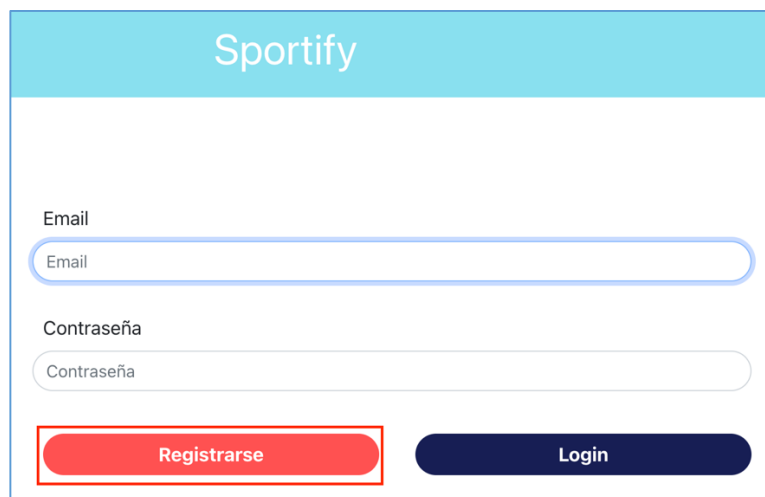 Sportify
Email
Email
Contraseña
Contraseña
Registrarse Login